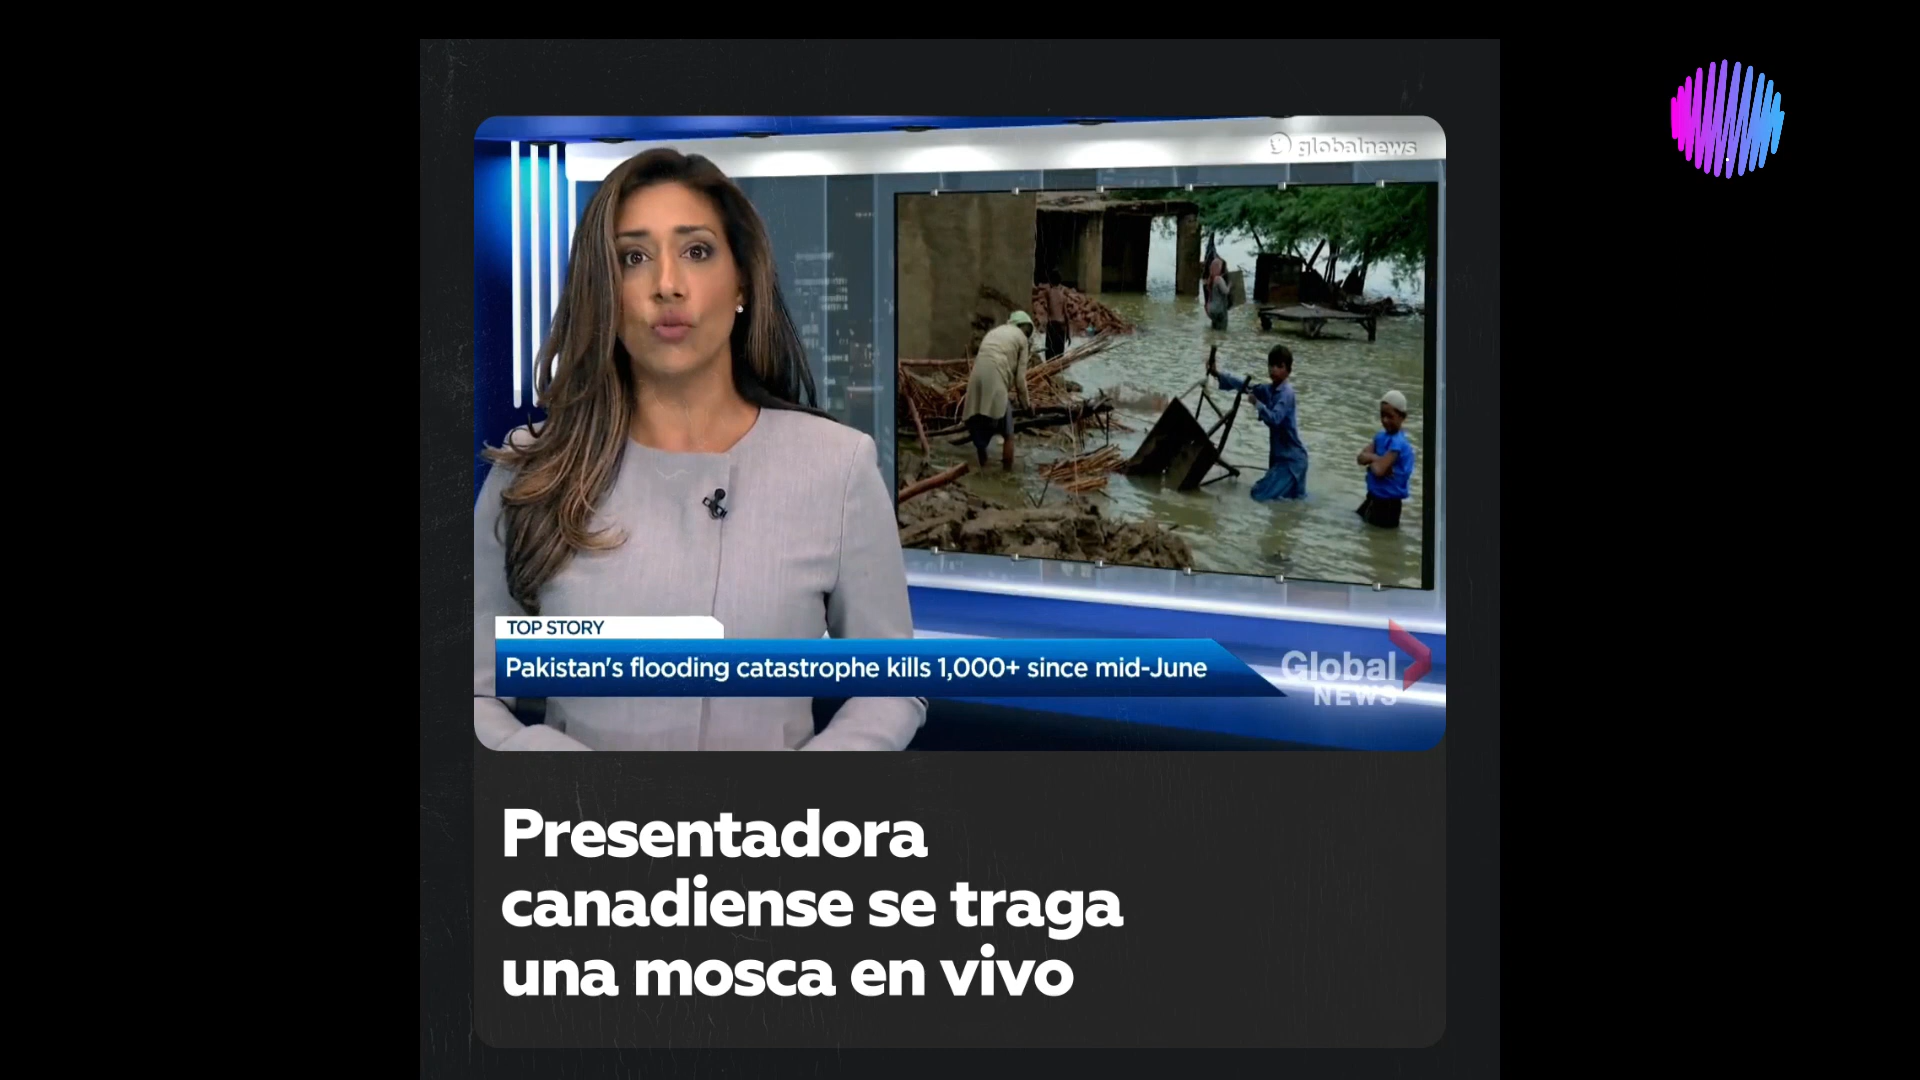 globalnews
TOP STORY
Pakistan's flooding catastrophe kills 1,000+ since mid-June
Global
NEWS
Presentadora
canadiense se traga
una mosca en vivo